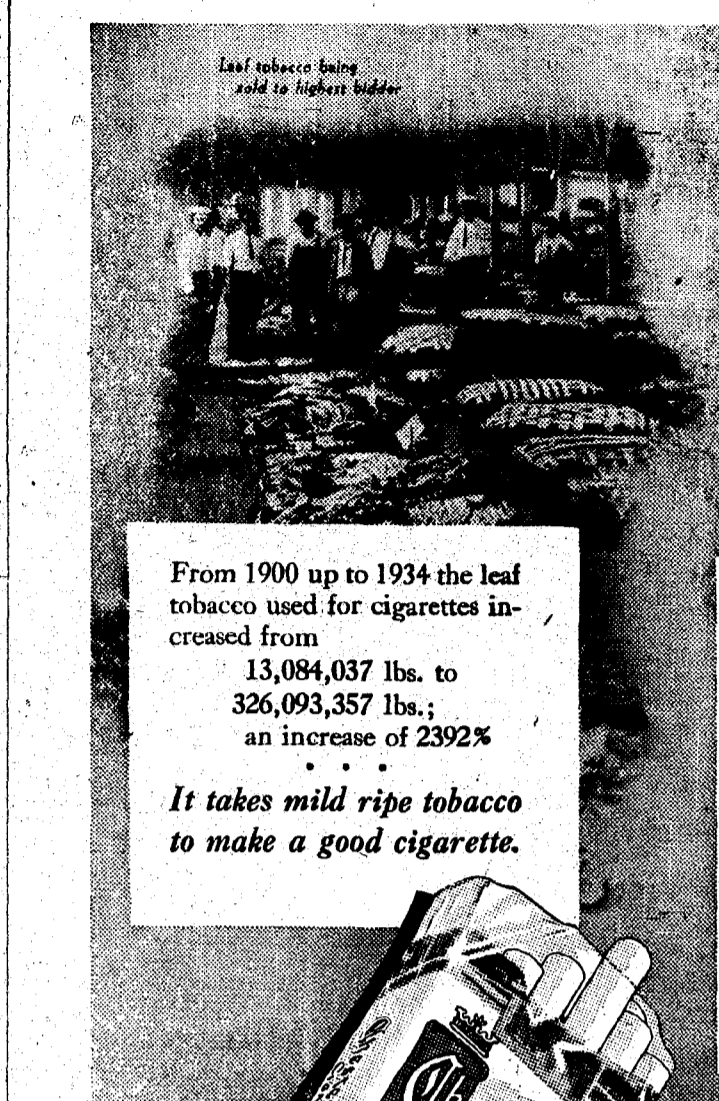 Leaf tobacco being
sold to highest bidder
From 1900 up to 1934 the leaf
tobacco used for cigarettes in-
creased from
13,084,037 lbs. to
326,093,357 lbs.;
an increase of 2392%
• • •
It takes mild ripe tobacco
to make a good cigarette.